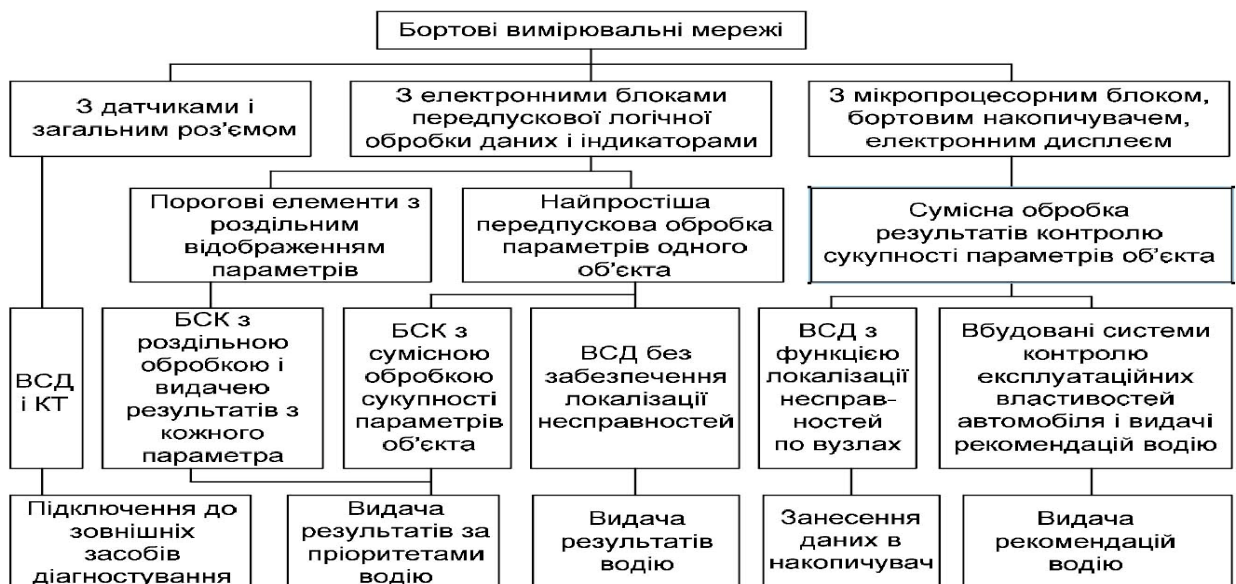 Бортові вимірювальні мережі
З датчиками і
загальним роз'ємом
З електронними блоками
передпускової логічної
обробки даних і індикаторами
З мікропроцесорним блоком,
бортовим накопичувачем,
електронним дисплеєм
Порогові елементи з
роздільним
відображенням
параметрів
Найпростіша
передпускова обробка
параметрів одного
об'єкта
Сумісна обробка
результатів контролю
сукупності параметрів об'єкта
ВСД
і КТ
БСК з
роздільною
обробкою і
видачею
результатів з
кожного
параметра
БСК з
сумісною
обробкою
сукупності
параметрів
об'єкта
ВСД без
забезпечення
локалізації
несправностей
ВСД з
функцією
локалізації
несправ-
ностей
по вузлах
Вбудовані системи
контролю
експлуатаційних
властивостей
автомобіля і видачі
рекомендацій водію
Підключення до
зовнішніх
засобів
діагностування
Видача
результатів за
пріоритетами
водію
Видача
результатів
водію
Занесення
даних в
накопичувач
Видача
рекомендацій
водію